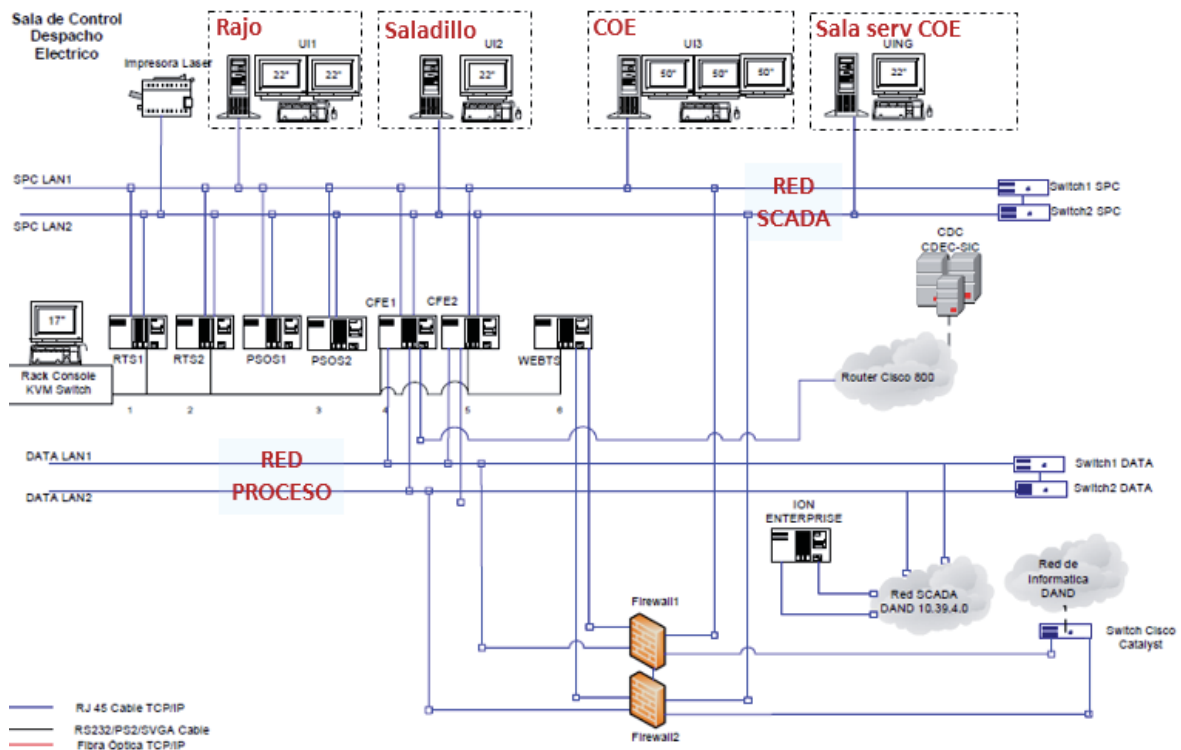 Sala de Control
Despacho
Electrico
Impresora Laser
Rajo
UI1
22"
22"
Saladillo
UI2
22"
COE
UI3
50"
50"
50"
Sala serv COE
UING
22"
SPC LAN1
RED
SCADA
Switch1 SPC
SPC LAN2
Switch2 SPC
CDC
CDEC-SIC
17"
Rack Console
KVM Switch
RTS1
RTS2
PSOS1
PSOS2
CFE1
CFE2
WEBTS
Router Cisco 800
1
2
3
4
5
6
DATA LAN1
RED
PROCESO
Switch1 DATA
DATA LAN2
Switch2 DATA
ION
ENTERPRISE
Red SCADA
DAND 10.39.4.0
Red de
Informatica
DAND
Switch Cisco
Catalyst
Firewall1
Firewall2
RJ 45 Cable TCP/IP
RS232/PS2/SVGA Cable
Fibra Óptica TCP/IP